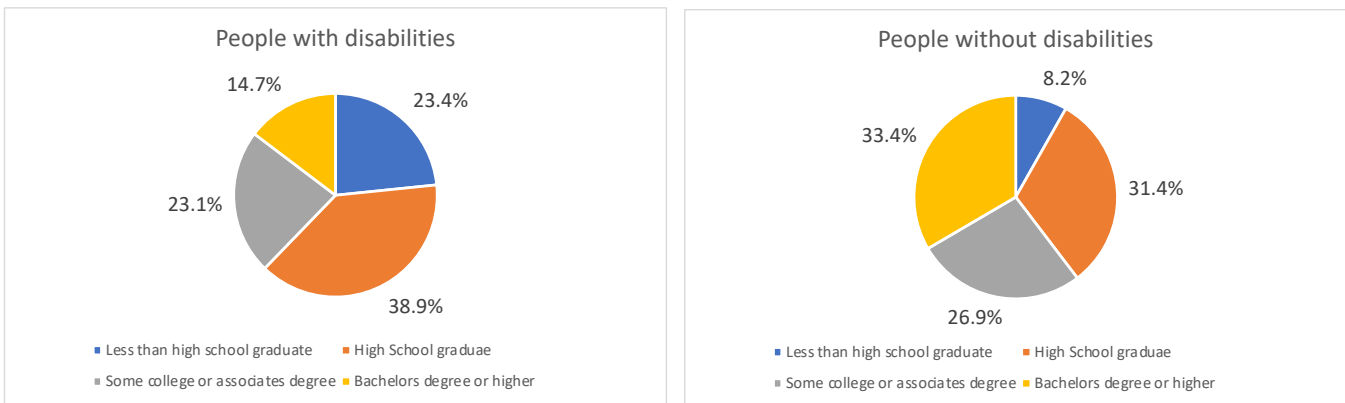 People with disabilities
14.7%
23.4%
23.1%
38.9%
Less than high school graduate
High School graduae
Some college or associates degree
Bachelors degree or higher
People without disabilities
8.2%
33.4%
31.4%
26.9%
Less than high school graduate
High School graduae
Some college or associates degree
Bachelors degree or higher